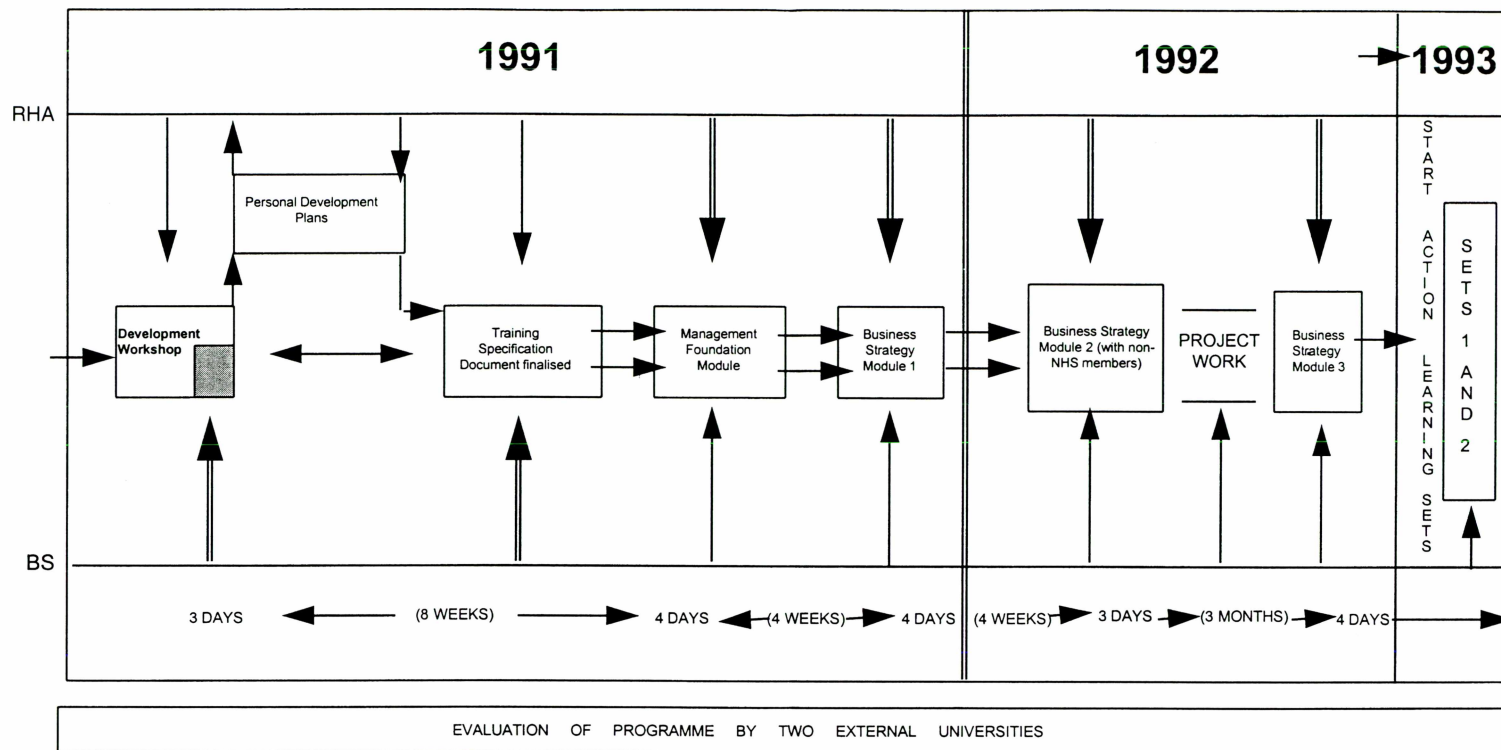 1991
1992
1993
RHA
Personal Development
Plans
Development
Workshop
Training
Specification
Document finalised
Management
Foundation
Module
Business
Strategy
Module 1
Business Strategy
Module 2 (with non-
NHS members)
PROJECT
WORK
Business
Strategy
Module 3
START ACTION LEARNING SETS
SETS 1 AND 2
BS
3 DAYS
(8 WEEKS)
4 DAYS
(4 WEEKS)
4 DAYS
(4 WEEKS)
3 DAYS
(3 MONTHS)
4 DAYS
EVALUATION OF PROGRAMME BY TWO EXTERNAL UNIVERSITIES